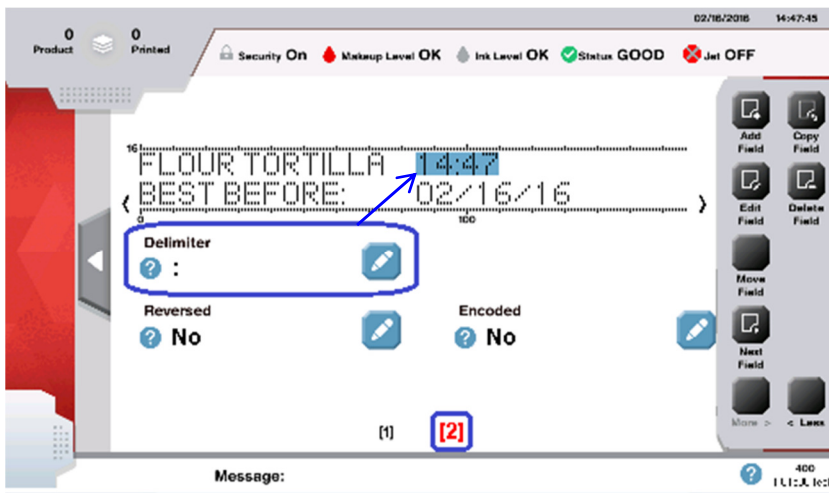 02/16/2016 14:47:45
0 Product
0 Printed
Security On
Makeup Level OK
Ink Level OK
Status GOOD
Jet OFF
16
FLOUR TORTILLA 14:47
BEST BEFORE: 02/16/16
0 100
Delimiter
? :
Reversed
? No
Encoded
? No
[1] [2]
Add Field
Copy Field
Edit Field
Delete Field
Move Field
Next Field
More >
< Less
Message:
?
400